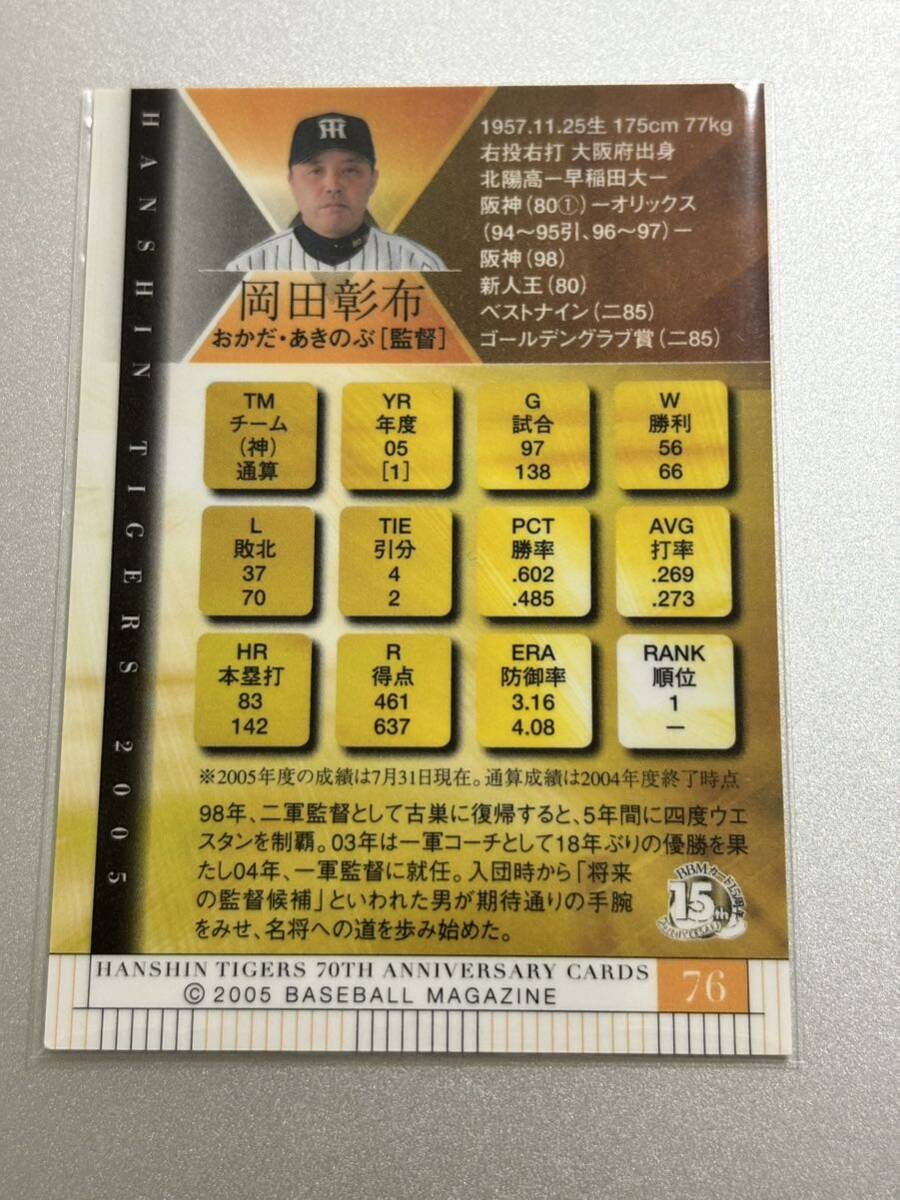 HANSHIN TIGERS 2005
1957.11.25生 175cm 77kg
右投右打 大阪府出身
北陽高ー早稲田大ー
阪神(80①)ーオリックス
(94〜95引、96〜97)ー
阪神(98)
新人王(80)
ベストナイン(二85)
ゴールデングラブ賞(二85)
岡田彰布
おかだ・あきのぶ[監督]
TM
チーム
(神)
通算
YR
年度
05
[1]
G
試合
97
138
W
勝利
56
66
L
敗北
37
70
TIE
引分
4
2
PCT
勝率
.602
.485
AVG
打率
.269
.273
HR
本塁打
83
142
R
得点
461
637
ERA
防御率
3.16
4.08
RANK
順位
1
—
※2005年度の成績は7月31日現在。通算成績は2004年度終了時点
98年、二軍監督として古巣に復帰すると、5年間に四度ウエ
スタンを制覇。03年は一軍コーチとして18年ぶりの優勝を果
たし04年、一軍監督に就任。入団時から「将来
の監督候補」といわれた男が期待通りの手腕
をみせ、名将への道を歩み始めた。
BBMカード15周年
15th
Anniversary
HANSHIN TIGERS 70TH ANNIVERSARY CARDS
© 2005 BASEBALL MAGAZINE
76